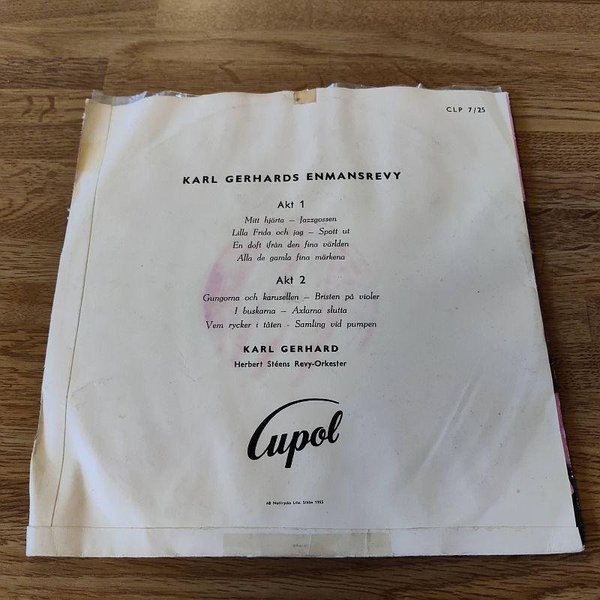 CLP 7/25
KARL GERHARDS ENMANSREVY
Akt 1
Mitt hjärta — Jazzgossen
Lilla Frida och jag — Spott ut
En doft ifrån den fina världen
Alla de gamla fina märkena
Akt 2
Gungorna och karusellen — Bristen på violer
I buskarna — Axlarna slutta
Vem rycker i tåten - Samling vid pumpen
KARL GERHARD
Herbert Stéens Revy-Orkester
Cupol